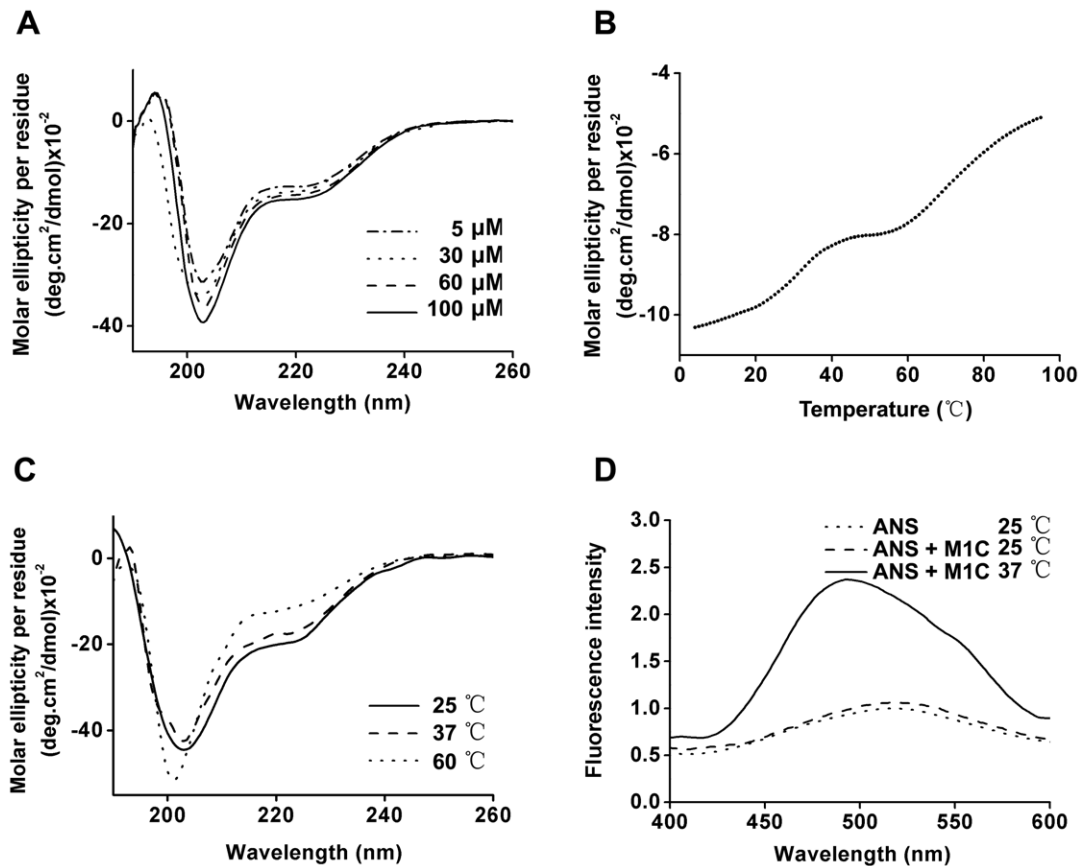 A
Molar ellipticity per residue
(deg.cm²/dmol)x10⁻²
0
-20
-40
5 μM
30 μM
60 μM
100 μM
200
220
240
260
Wavelength (nm)
B
Molar ellipticity per residue
(deg.cm²/dmol)x10⁻²
-4
-6
-8
-10
0
20
40
60
80
100
Temperature (℃)
C
Molar ellipticity per residue
(deg.cm²/dmol)x10⁻²
0
-20
-40
25 ℃
37 ℃
60 ℃
200
220
240
260
Wavelength (nm)
D
Fluorescence intensity
3.0
2.5
2.0
1.5
1.0
0.5
0.0
ANS 25 ℃
ANS + M1C 25 ℃
ANS + M1C 37 ℃
400
450
500
550
600
Wavelength (nm)